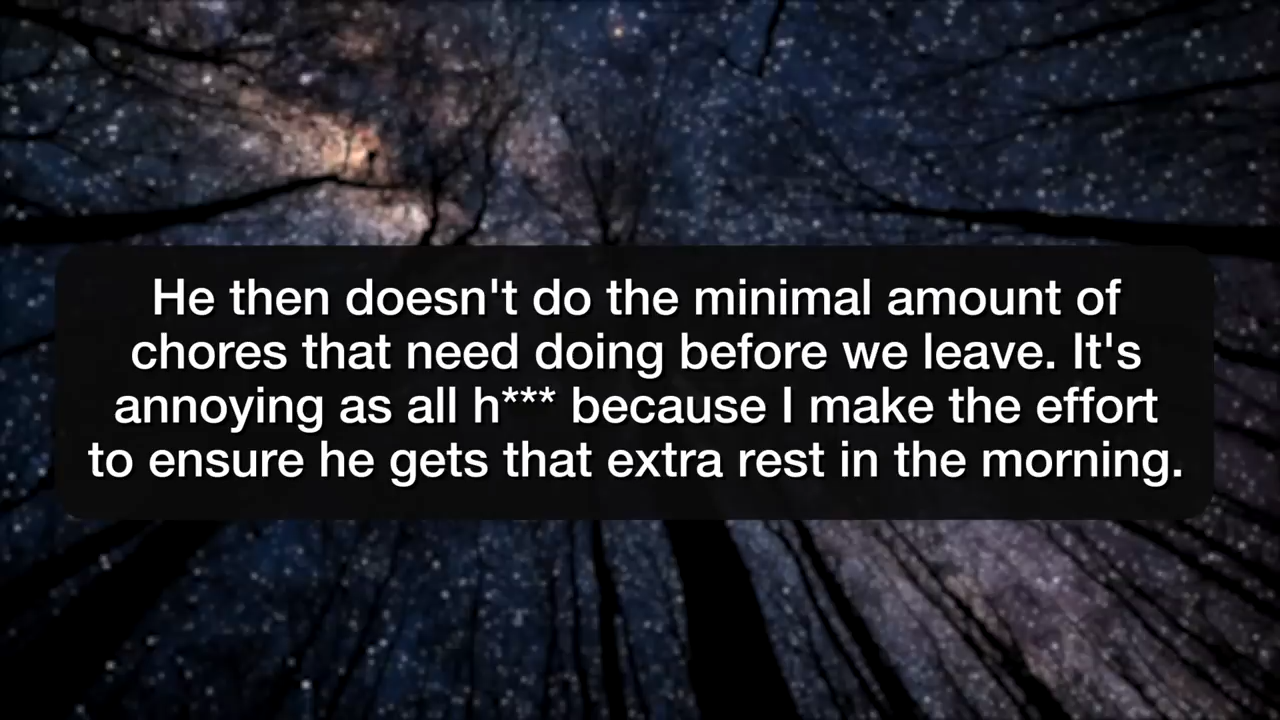 He then doesn't do the minimal amount of
chores that need doing before we leave. It's
annoying as all h*** because I make the effort
to ensure he gets that extra rest in the morning.